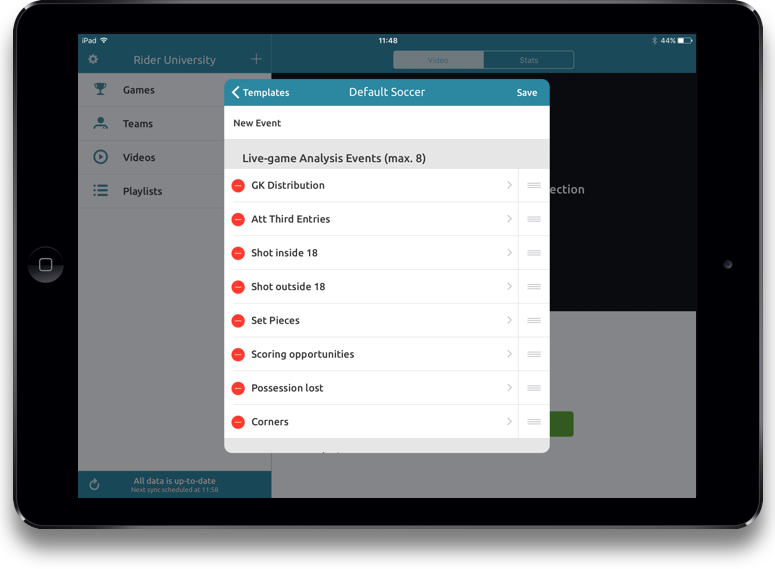 iPad 11:48 44%
Rider University
Video Stats
Games
Teams
Videos
Playlists
Templates Default Soccer Save
New Event
Live-game Analysis Events (max. 8)
GK Distribution
Att Third Entries
Shot inside 18
Shot outside 18
Set Pieces
Scoring opportunities
Possession lost
Corners
ection
All data is up-to-date
Next sync scheduled at 11:58